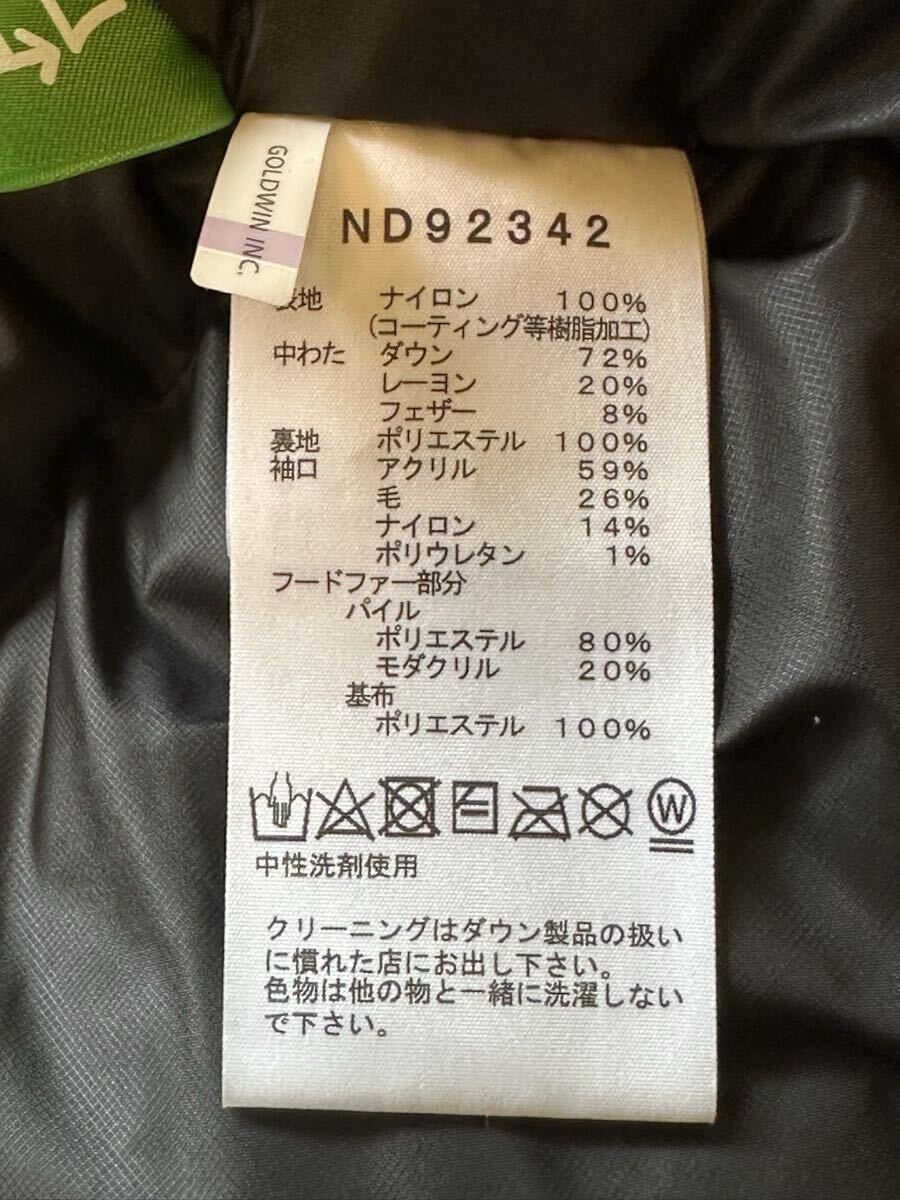 GOLDWIN INC.
ND92342
地 ナイロン 100%
(コーティング等樹脂加工)
中わた ダウン 72%
レーヨン 20%
フェザー 8%
裏地 ポリエステル 100%
袖口 アクリル 59%
毛 26%
ナイロン 14%
ポリウレタン 1%
フードファー部分
パイル
ポリエステル 80%
モダクリル 20%
基布
ポリエステル 100%
W
中性洗剤使用
クリーニングはダウン製品の扱い
に慣れた店にお出し下さい。
色物は他の物と一緒に洗濯しない
で下さい。